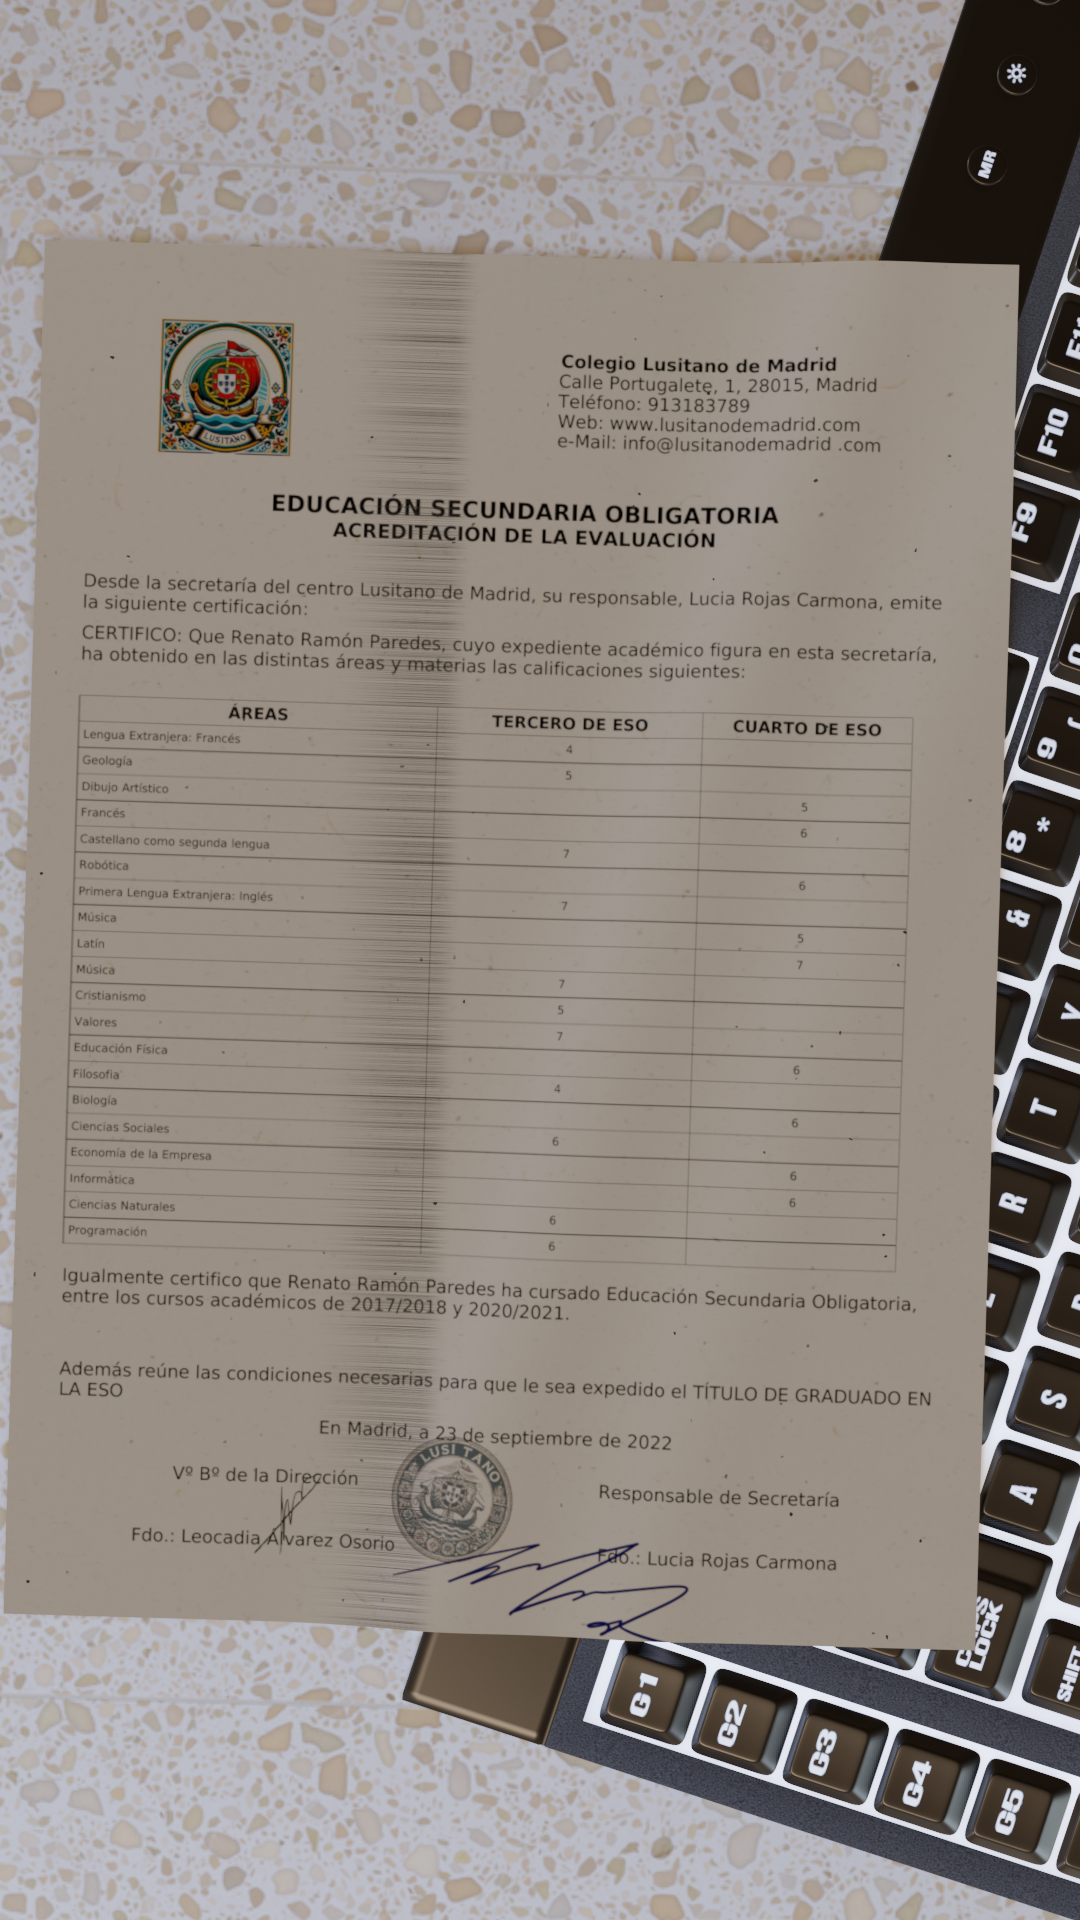 LUSITANO
Colegio Lusitano de Madrid
Calle Portugalete, 1, 28015, Madrid
Teléfono: 913183789
Web: www.lusitanodemadrid.com
e-Mail: info@lusitanodemadrid .com
EDUCACIÓN SECUNDARIA OBLIGATORIA
ACREDITACIÓN DE LA EVALUACIÓN
Desde la secretaría del centro Lusitano de Madrid, su responsable, Lucia Rojas Carmona, emite
la siguiente certificación:
CERTIFICO: Que Renato Ramón Paredes, cuyo expediente académico figura en esta secretaría,
ha obtenido en las distintas áreas y materias las calificaciones siguientes:
ÁREAS TERCERO DE ESO CUARTO DE ESO
Lengua Extranjera: Francés 4
Geología 5
Dibujo Artístico 5
Francés 6
Castellano como segunda lengua 7
Robótica 6
Primera Lengua Extranjera: Inglés 7
Música 5
Latín 7
Música 7
Cristianismo 5
Valores 7
Educación Física 6
Filosofía 4
Biología 6
Ciencias Sociales 6
Economía de la Empresa 6
Informática 6
Ciencias Naturales 6
Programación 6
Igualmente certifico que Renato Ramón Paredes ha cursado Educación Secundaria Obligatoria,
entre los cursos académicos de 2017/2018 y 2020/2021.
Además reúne las condiciones necesarias para que le sea expedido el TÍTULO DE GRADUADO EN
LA ESO
En Madrid, a 23 de septiembre de 2022
LUSI TANO
Vº Bº de la Dirección
Responsable de Secretaría
Fdo.: Leocadia Álvarez Osorio
Fdo.: Lucia Rojas Carmona
MR
F10
F9
9 (
8 *
&
T
R
S
A
CAPS
LOCK
SHIFT
G1
G2
G3
G4
G5